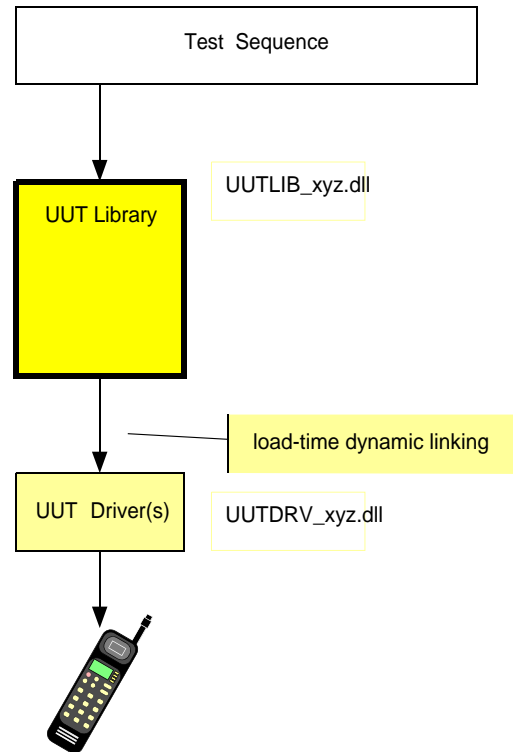 Test Sequence
UUTLIB_xyz.dll
UUT Library
load-time dynamic linking
UUT Driver(s)
UUTDRV_xyz.dll